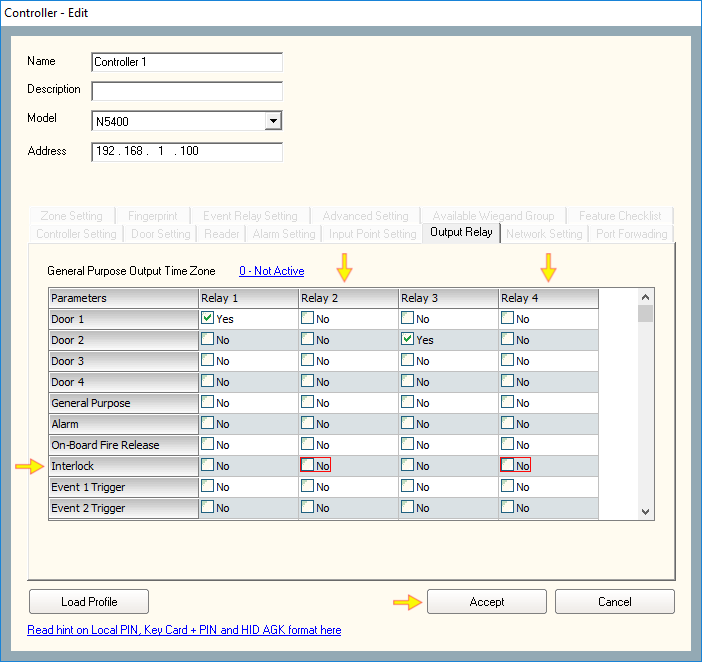 Controller - Edit
Name Controller 1
Description
Model N5400
Address 192 . 168 . 1 . 100
Zone Setting Fingerprint Event Relay Setting Advanced Setting Available Wiegand Group Feature Checklist
Controller Setting Door Setting Reader Alarm Setting Input Point Setting Output Relay Network Setting Port Forwading
General Purpose Output Time Zone 0 - Not Active
Parameters Relay 1 Relay 2 Relay 3 Relay 4
Door 1 Yes No No No
Door 2 No No Yes No
Door 3 No No No No
Door 4 No No No No
General Purpose No No No No
Alarm No No No No
On-Board Fire Release No No No No
Interlock No No No No
Event 1 Trigger No No No No
Event 2 Trigger No No No No
Load Profile Accept Cancel
Read hint on Local PIN, Key Card + PIN and HID AGK format here